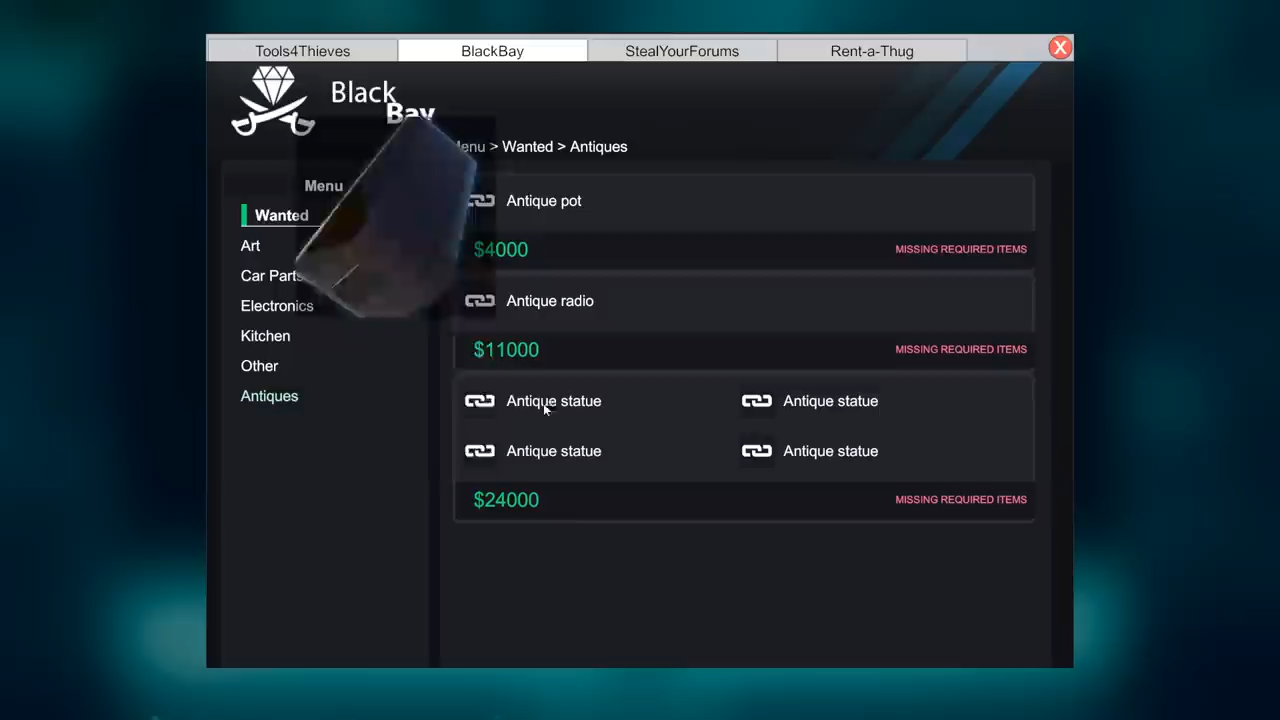 Tools4Thieves BlackBay StealYourForums Rent-a-Thug X
Black
Bay
Menu > Wanted > Antiques
Menu
Wanted
Art
Car Parts
Electronics
Kitchen
Other
Antiques
Antique pot
$4000 MISSING REQUIRED ITEMS
Antique radio
$11000 MISSING REQUIRED ITEMS
Antique statue Antique statue
Antique statue Antique statue
$24000 MISSING REQUIRED ITEMS